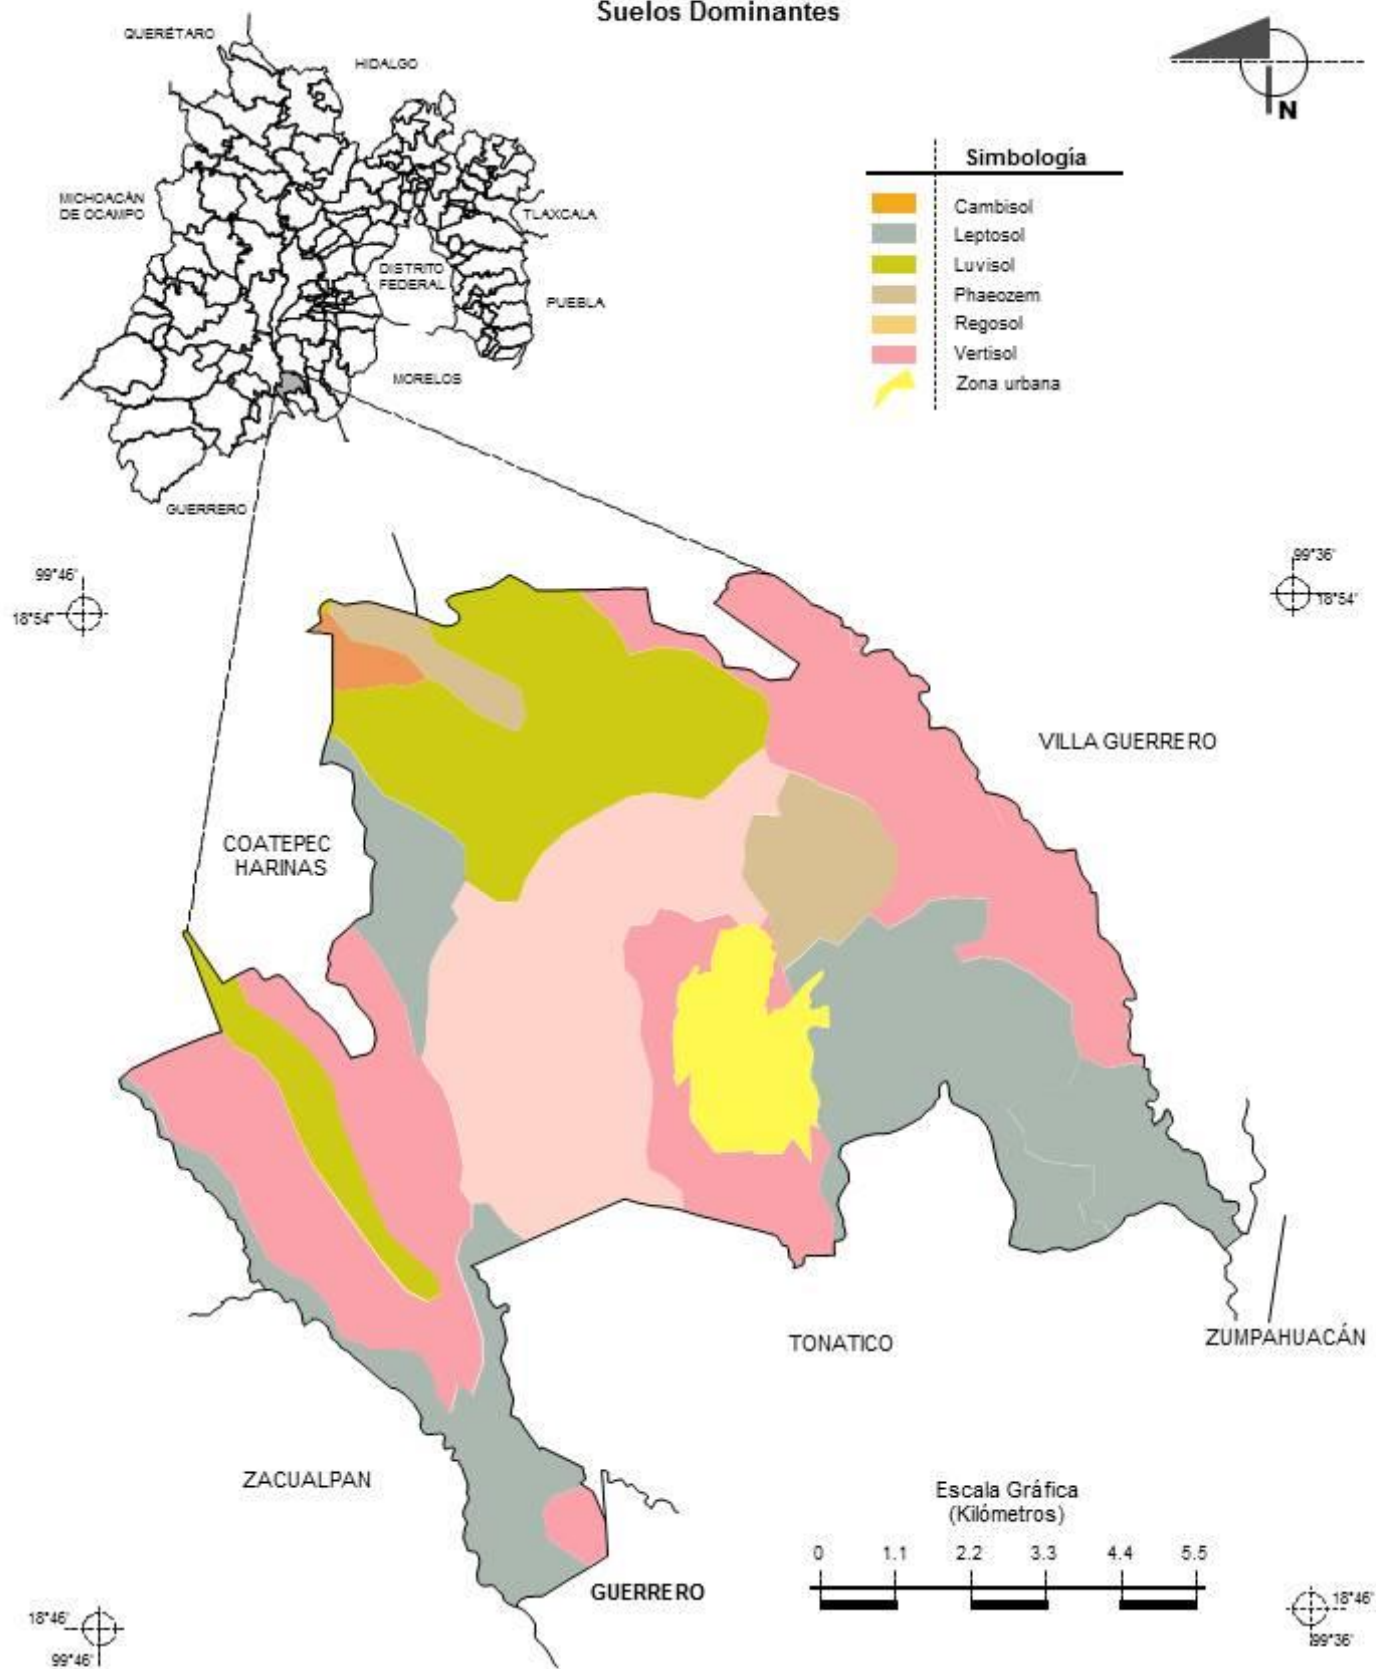 Suelos Dominantes
QUERÉTARO
HIDALGO
MICHOACÁN
DE OCAMPO
TLAXCALA
DISTRITO
FEDERAL
PUEBLA
MORELOS
GUERRERO
N
Simbología
Cambisol
Leptosol
Luvisol
Phaeozem
Regosol
Vertisol
Zona urbana
99°46'
18°54'
99°36'
18°54'
VILLA GUERRERO
COATEPEC
HARINAS
TONATICO
ZUMPAHUACÁN
ZACUALPAN
GUERRERO
Escala Gráfica
(Kilómetros)
0 1.1 2.2 3.3 4.4 5.5
18°46'
99°46'
18°46'
99°36'